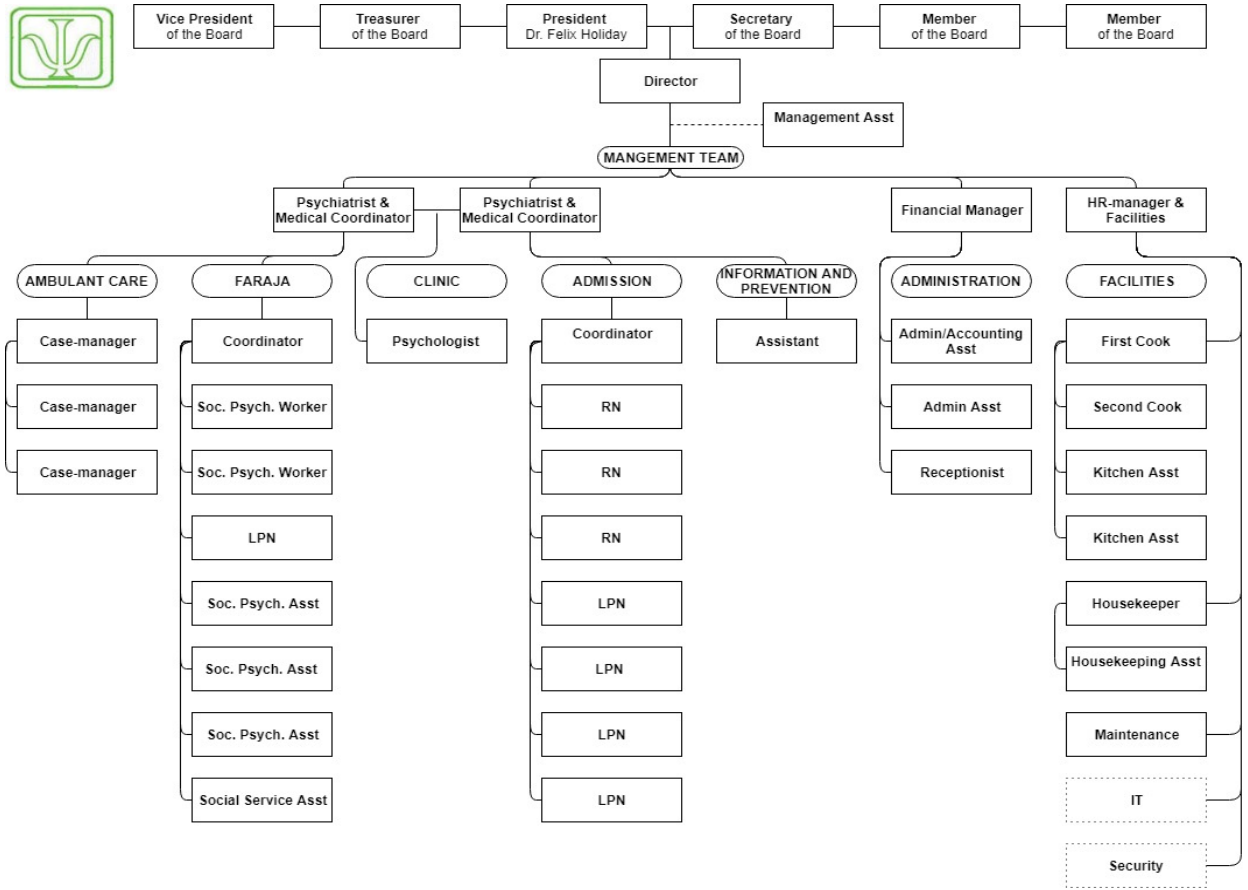 Vice President
of the Board
Treasurer
of the Board
President
Dr. Felix Holiday
Secretary
of the Board
Member
of the Board
Member
of the Board
Director
Management Asst
MANGEMENT TEAM
Psychiatrist &
Medical Coordinator
Psychiatrist &
Medical Coordinator
Financial Manager
HR-manager &
Facilities
AMBULANT CARE
FARAJA
CLINIC
ADMISSION
INFORMATION AND
PREVENTION
ADMINISTRATION
FACILITIES
Case-manager
Coordinator
Psychologist
Coordinator
Assistant
Admin/Accounting
Asst
First Cook
Case-manager
Soc. Psych. Worker
RN
Admin Asst
Second Cook
Case-manager
Soc. Psych. Worker
RN
Receptionist
Kitchen Asst
LPN
RN
Kitchen Asst
Soc. Psych. Asst
LPN
Housekeeper
Soc. Psych. Asst
LPN
Housekeeping Asst
Soc. Psych. Asst
LPN
Maintenance
Social Service Asst
LPN
IT
Security